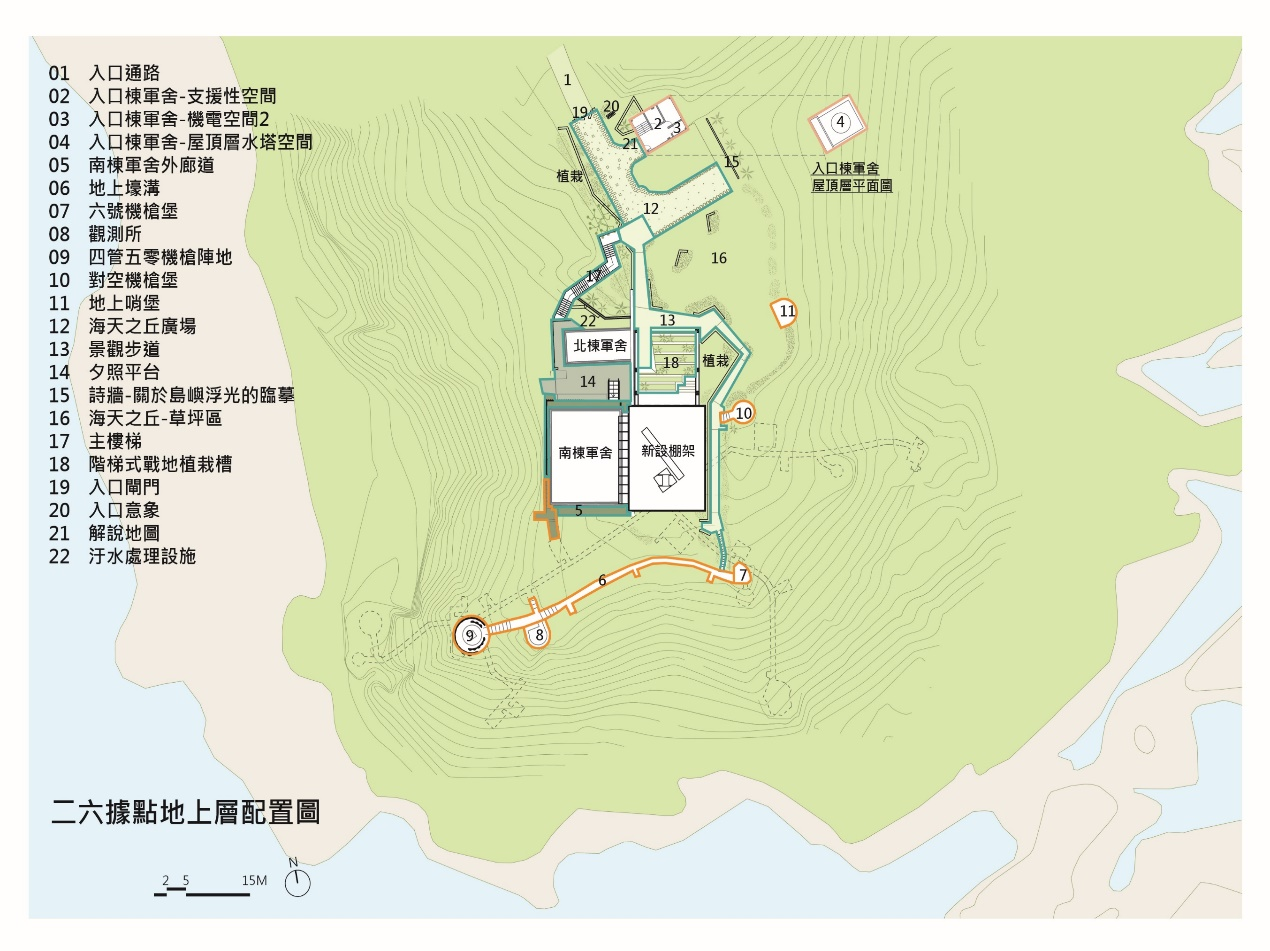 01 入口通路
02 入口棟軍舍-支援性空間
03 入口棟軍舍-機電空間2
04 入口棟軍舍-屋頂層水塔空間
05 南棟軍舍外廊道
06 地上壕溝
07 六號機槍堡
08 觀測所
09 四管五零機槍陣地
10 對空機槍堡
11 地上哨堡
12 海天之丘廣場
13 景觀步道
14 夕照平台
15 詩牆-關於島嶼浮光的臨摹
16 海天之丘-草坪區
17 主樓梯
18 階梯式戰地植栽槽
19 入口閘門
20 入口意象
21 解說地圖
22 汙水處理設施
1
19
20
2
3
4
21
15
入口棟軍舍
屋頂層平面圖
植栽
12
16
17
11
22
13
北棟軍舍
18
植栽
14
10
南棟軍舍
新設棚架
5
6
7
8
9
二六據點地上層配置圖
2 5 15M
N